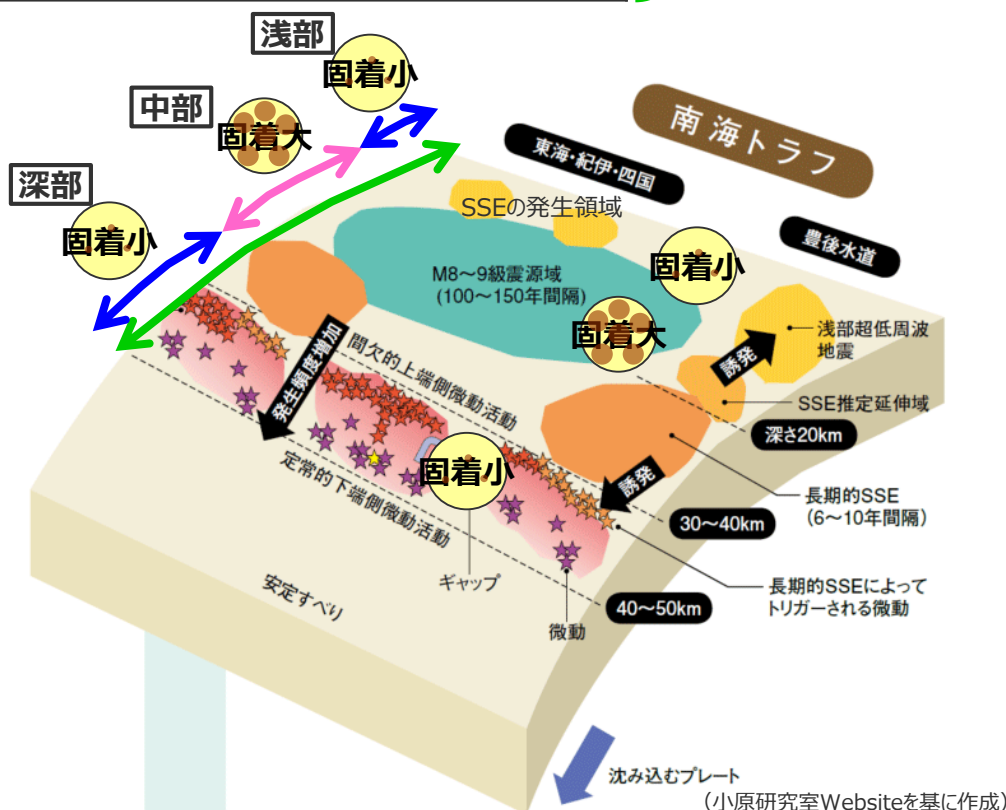 浅部
固着小
中部
固着大
深部
固着小
南海トラフ
東海・紀伊・四国
豊後水道
SSEの発生領域
M8～9級震源域
(100～150年間隔)
固着小
固着大
浅部超低周波
地震
誘発
SSE推定延伸域
深さ20km
発生頻度増加
間欠的上端側微動活動
定常的下端側微動活動
固着小
誘発
長期的SSE
(6～10年間隔)
30～40km
ギャップ
長期的SSEによって
トリガーされる微動
40～50km
微動
安定すべり
沈み込むプレート
（小原研究室Websiteを基に作成）